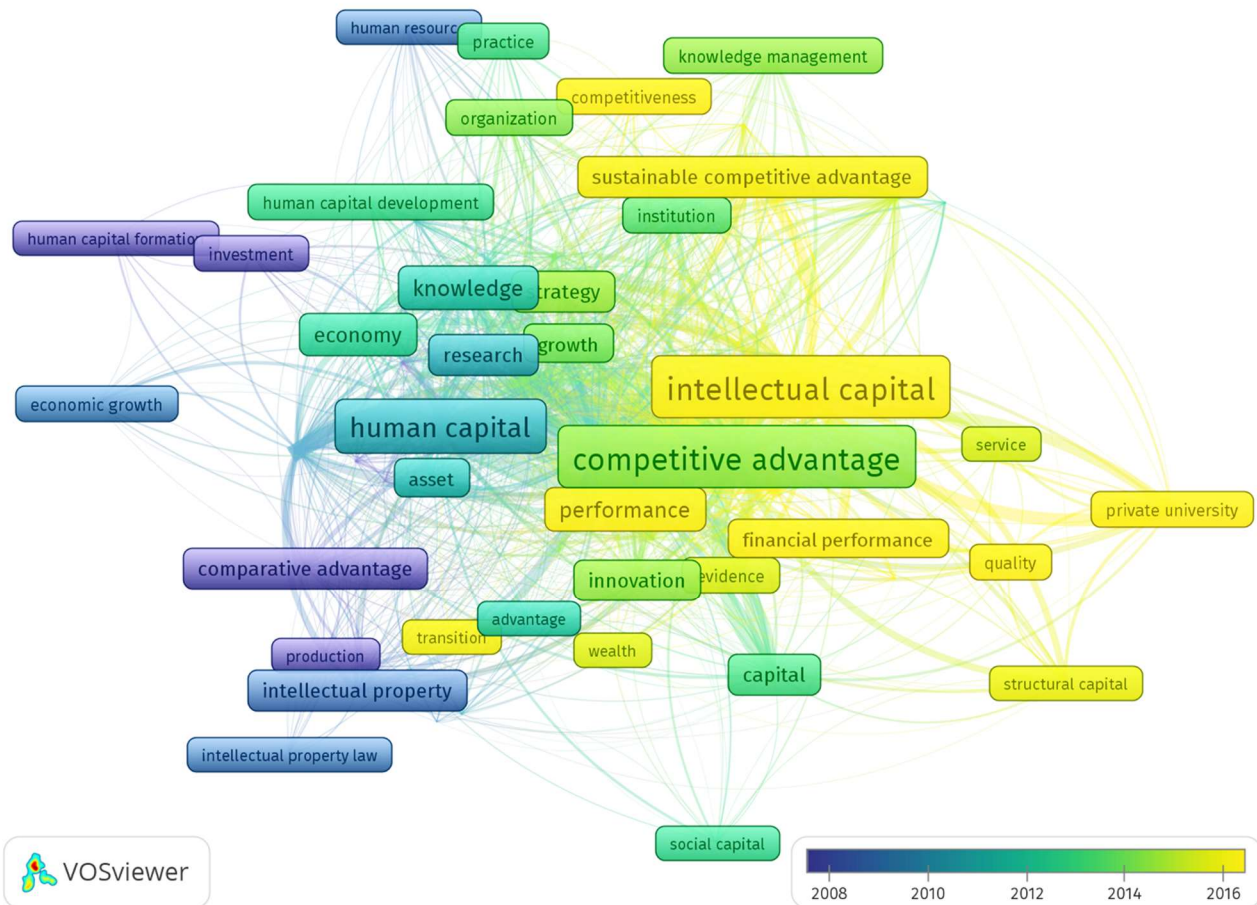 human resourc
practice
knowledge management
competitiveness
organization
sustainable competitive advantage
human capital development
institution
human capital formatio
investment
knowledge
trategy
economy
growth
research
intellectual capital
economic growth
human capital
service
competitive advantage
asset
performance
private university
financial performance
quality
comparative advantage
innovation
evidence
advantage
transition
wealth
production
capital
structural capital
intellectual property
intellectual property law
social capital
VOSviewer
2008 2010 2012 2014 2016